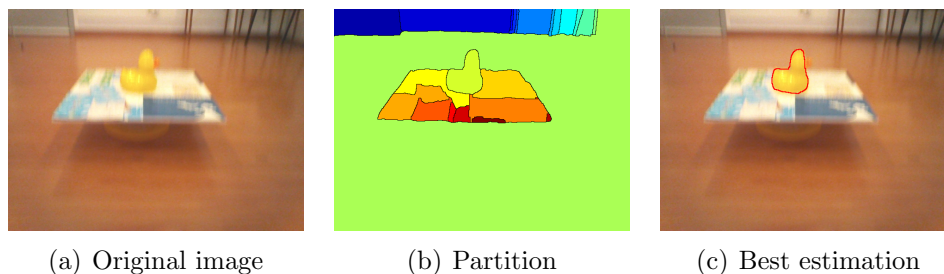 (a) Original image
(b) Partition
(c) Best estimation